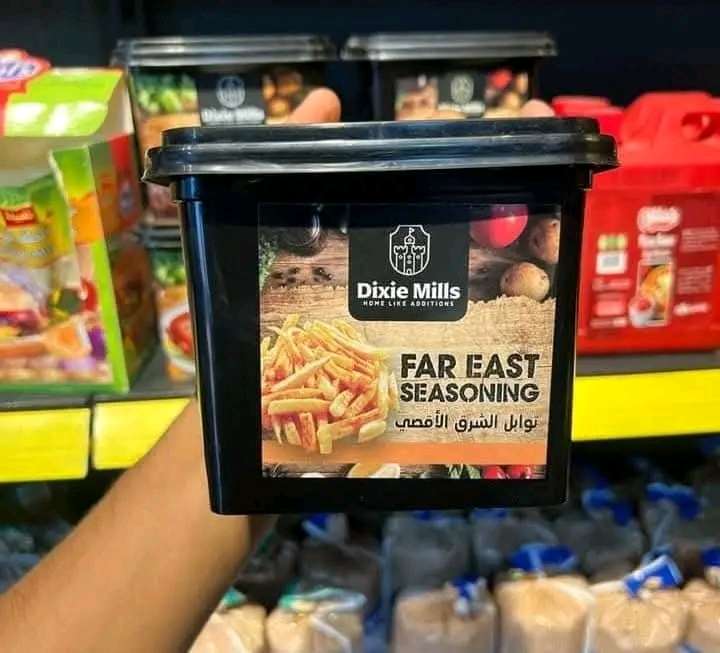 Dixie Mills
HOME LIKE ADDITIONS
FAR EAST
SEASONING
توابل الشرق الأقصى